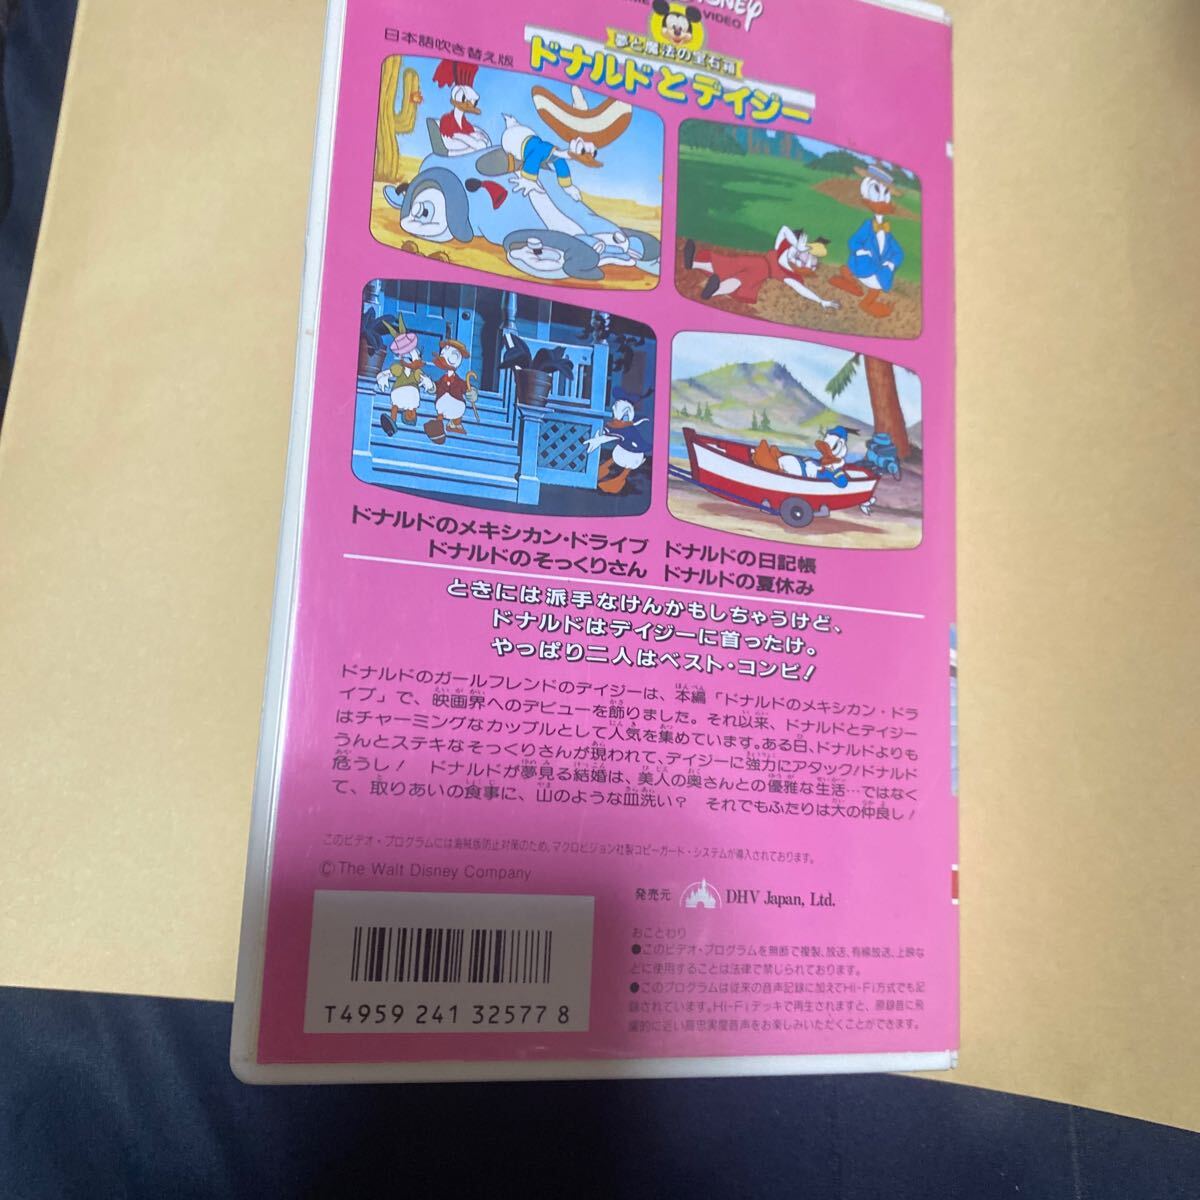 VIDEO
夢と魔法の宝石箱
日本語吹き替え版
ドナルドとデイジー
ドナルドのメキシカン・ドライブ
ドナルドの日記帳
ドナルドのそっくりさん
ドナルドの夏休み
ときには派手なけんかもしちゃうけど、
ドナルドはデイジーに首ったけ。
やっぱり二人はベスト・コンビ!
ドナルドのガールフレンドのデイジーは、本編「ドナルドのメキシカン・ドラ
イブ」で、映画界へのデビューを飾りました。それ以来、ドナルドとデイジー
はチャーミングなカップルとして人気を集めています。ある日、ドナルドよりも
うんとステキなそっくりさんが現われて、デイジーに強力にアタック!ドナルド
危うし! ドナルドが夢見る結婚は、美人の奥さんとの優雅な生活…ではなく
て、取りあいの食事に、山のような皿洗い? それでもふたりは大の仲良し!
このビデオ・プログラムには海賊版防止対策のため、マクロビジョン社製コピーガード・システムが導入されております。
©The Walt Disney Company
発売元 DHV Japan, Ltd.
おことわり
●このビデオ・プログラムを無断で複製、放送、有線放送、上映な
どに使用することは法律で禁じられております。
●このプログラムは従来の音声記録に加えてHi-Fi方式でも記
録されています。Hi-Fiデッキで再生されますと、原録音に飛
躍的に近い高忠実度音声をお楽しみいただくことができます。
T4959 241 32577 8